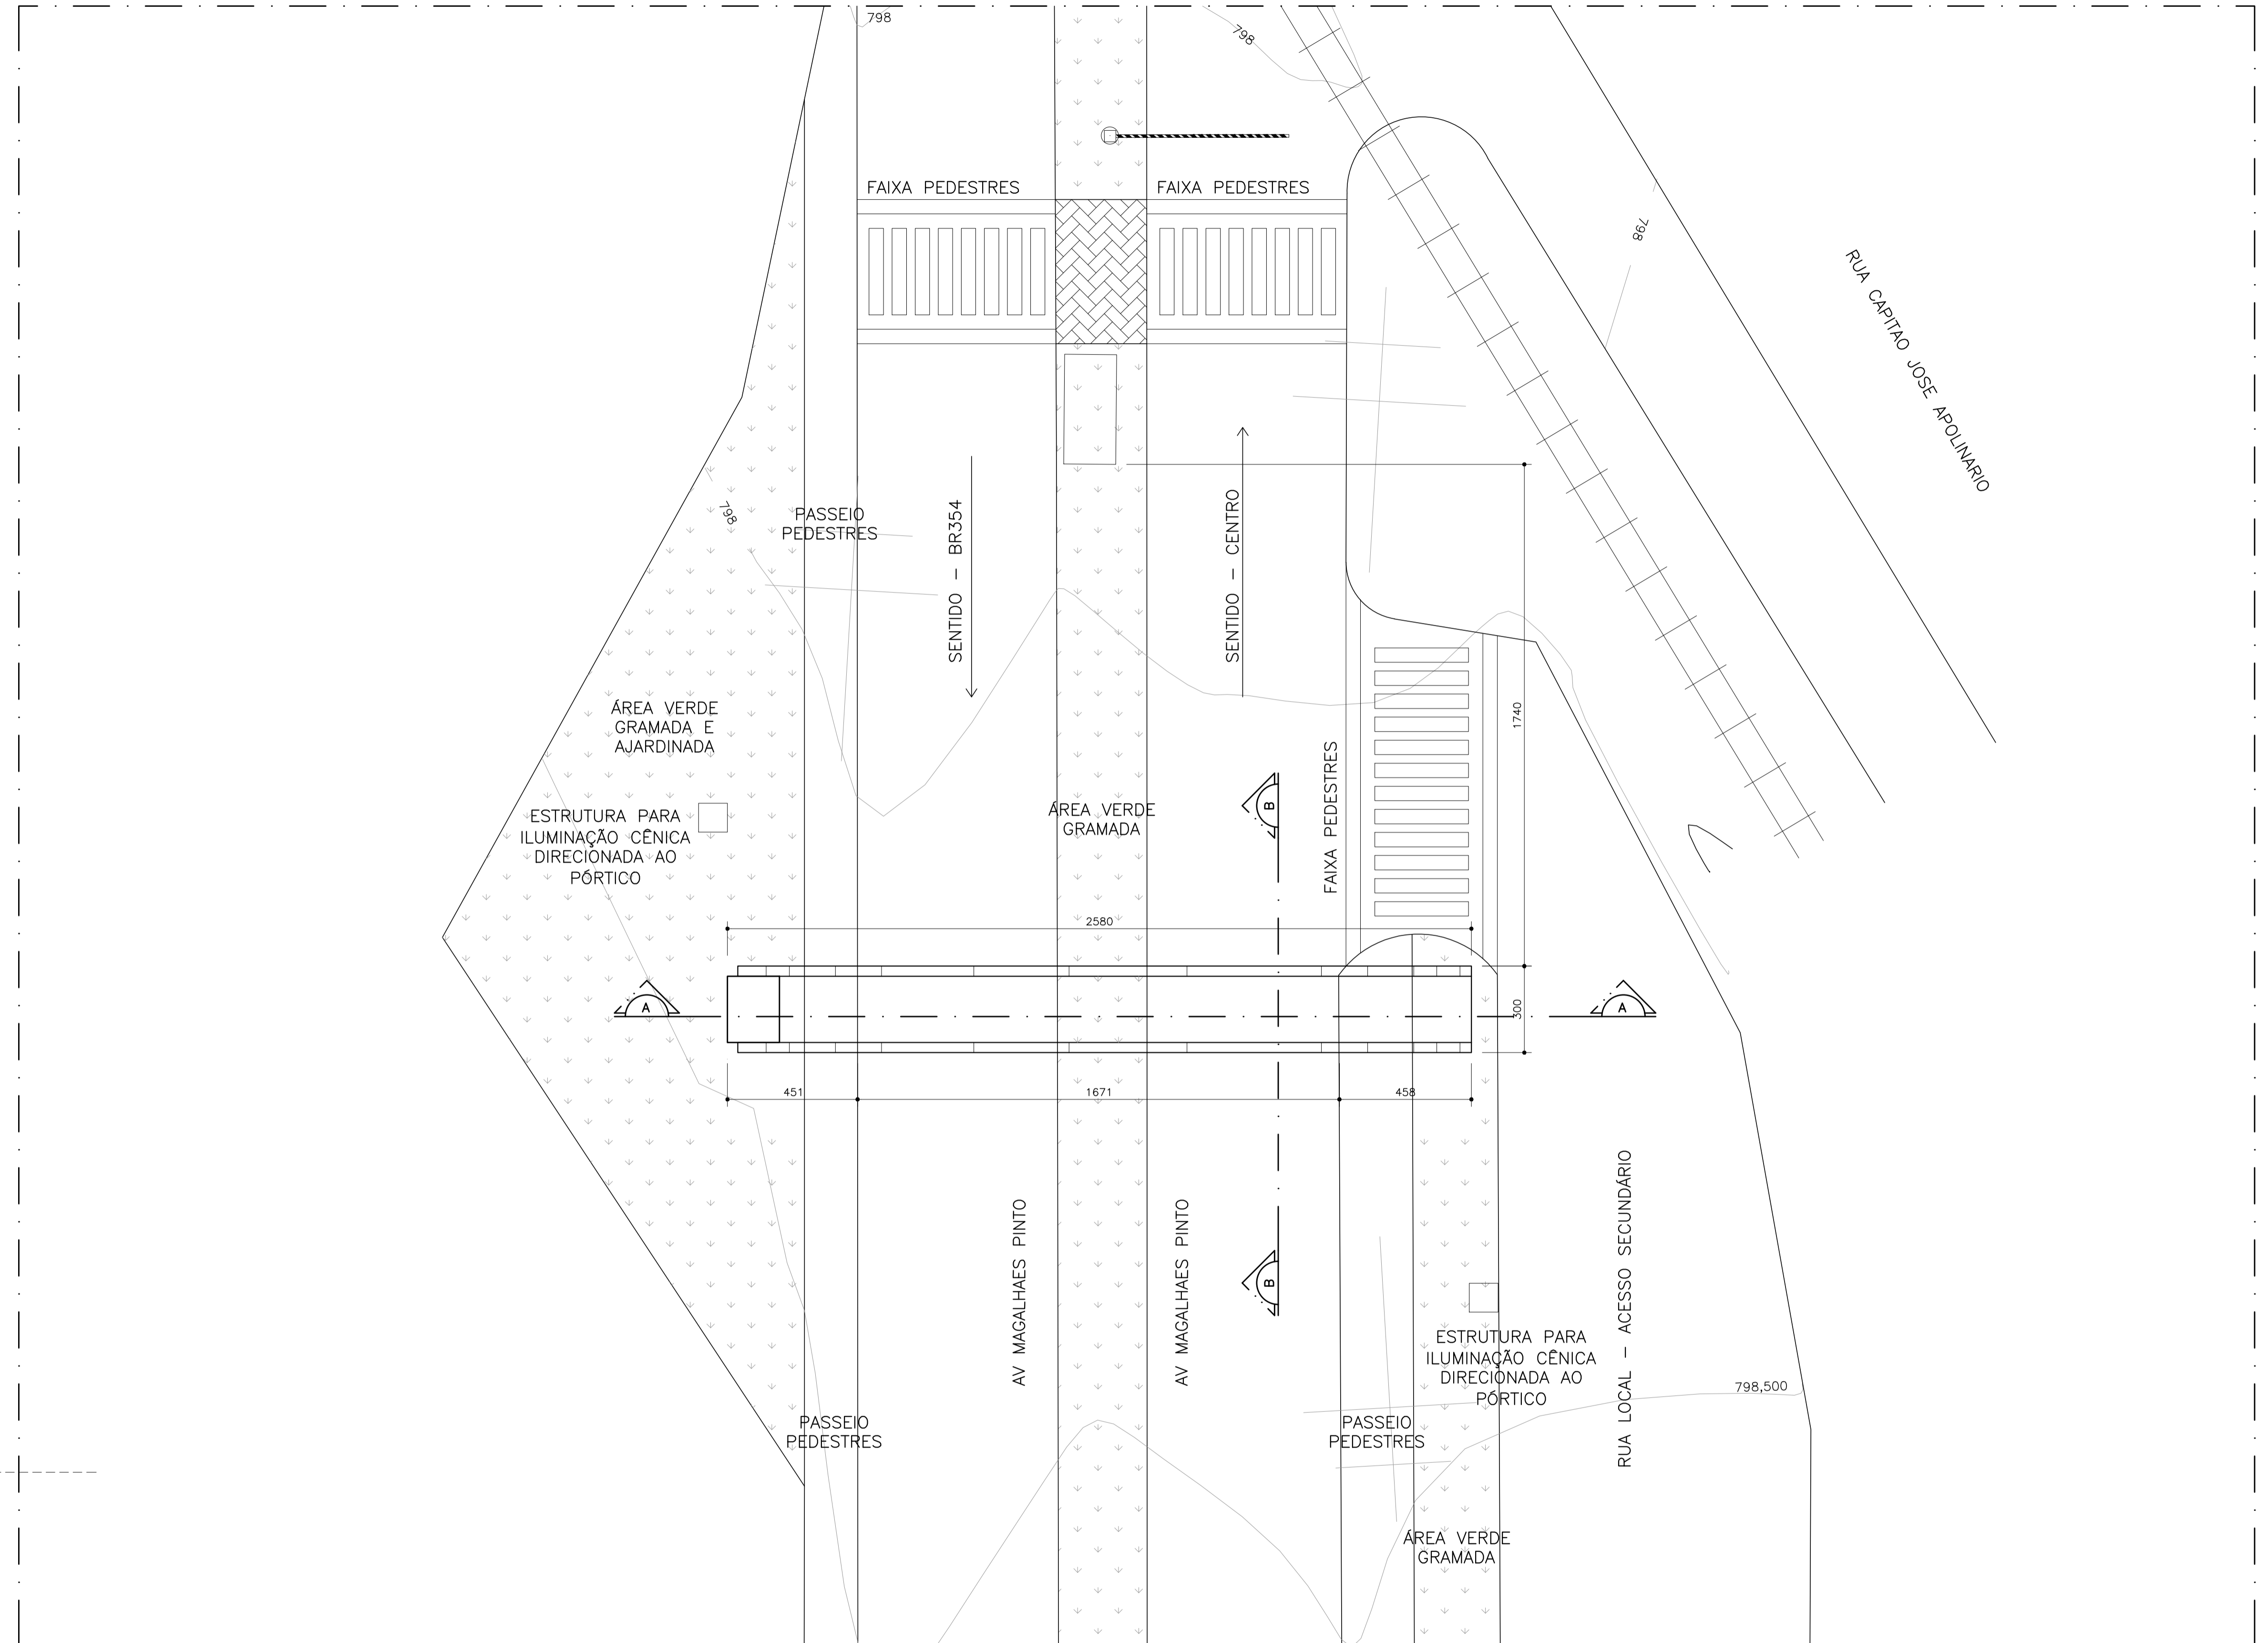 798
798
FAIXA PEDESTRES
FAIXA PEDESTRES
798
RUA CAPITAO JOSE APOLINARIO
798
PASSEIO
PEDESTRES
SENTIDO - BR354
SENTIDO - CENTRO
1740
ÁREA VERDE
GRAMADA E
AJARDINADA
ESTRUTURA PARA
ILUMINAÇÃO CÊNICA
DIRECIONADA AO
PÓRTICO
ÁREA VERDE
GRAMADA
B
FAIXA PEDESTRES
2580
A
300
A
451
1671
458
AV MAGALHAES PINTO
AV MAGALHAES PINTO
B
RUA LOCAL - ACESSO SECUNDÁRIO
ESTRUTURA PARA
ILUMINAÇÃO CÊNICA
DIRECIONADA AO
PÓRTICO
798,500
PASSEIO
PEDESTRES
PASSEIO
PEDESTRES
ÁREA VERDE
GRAMADA